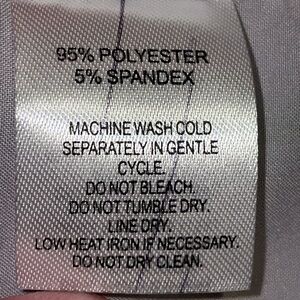 95% POLYESTER
5% SPANDEX
MACHINE WASH COLD
SEPARATELY IN GENTLE
CYCLE.
DO NOT BLEACH.
DO NOT TUMBLE DRY.
LINE DRY.
LOW HEAT IRON IF NECESSARY.
DO NOT DRY CLEAN.